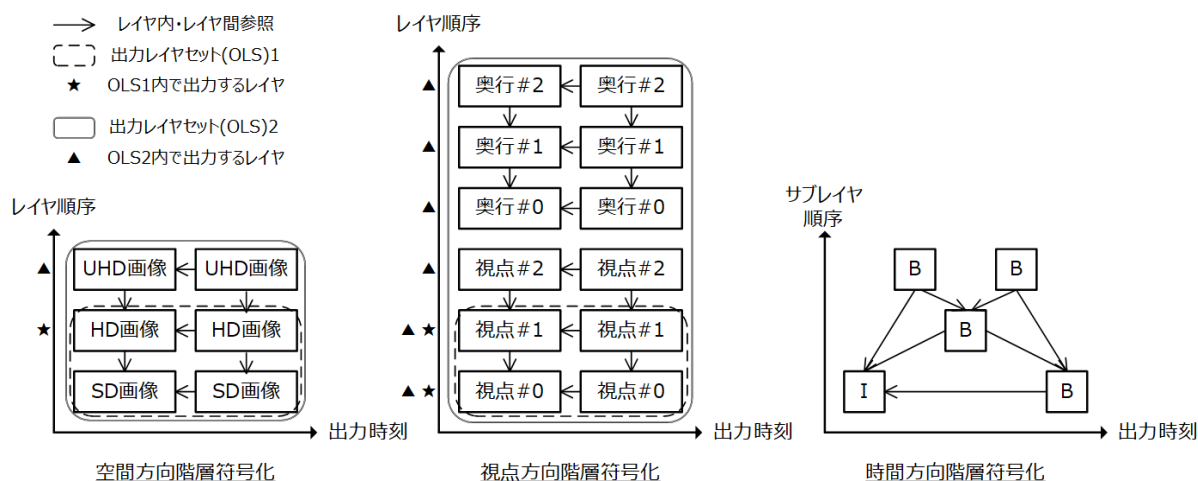 レイヤ内・レイヤ間参照
出力レイヤセット(OLS)1
★ OLS1内で出力するレイヤ
出力レイヤセット(OLS)2
▲ OLS2内で出力するレイヤ
レイヤ順序
▲ UHD画像 UHD画像
★ HD画像 HD画像
SD画像 SD画像
出力時刻
空間方向階層符号化
レイヤ順序
▲ 奥行#2 奥行#2
▲ 奥行#1 奥行#1
▲ 奥行#0 奥行#0
▲ 視点#2 視点#2
▲ ★ 視点#1 視点#1
▲ ★ 視点#0 視点#0
出力時刻
視点方向階層符号化
サブレイヤ
順序
B B
B
I B
出力時刻
時間方向階層符号化